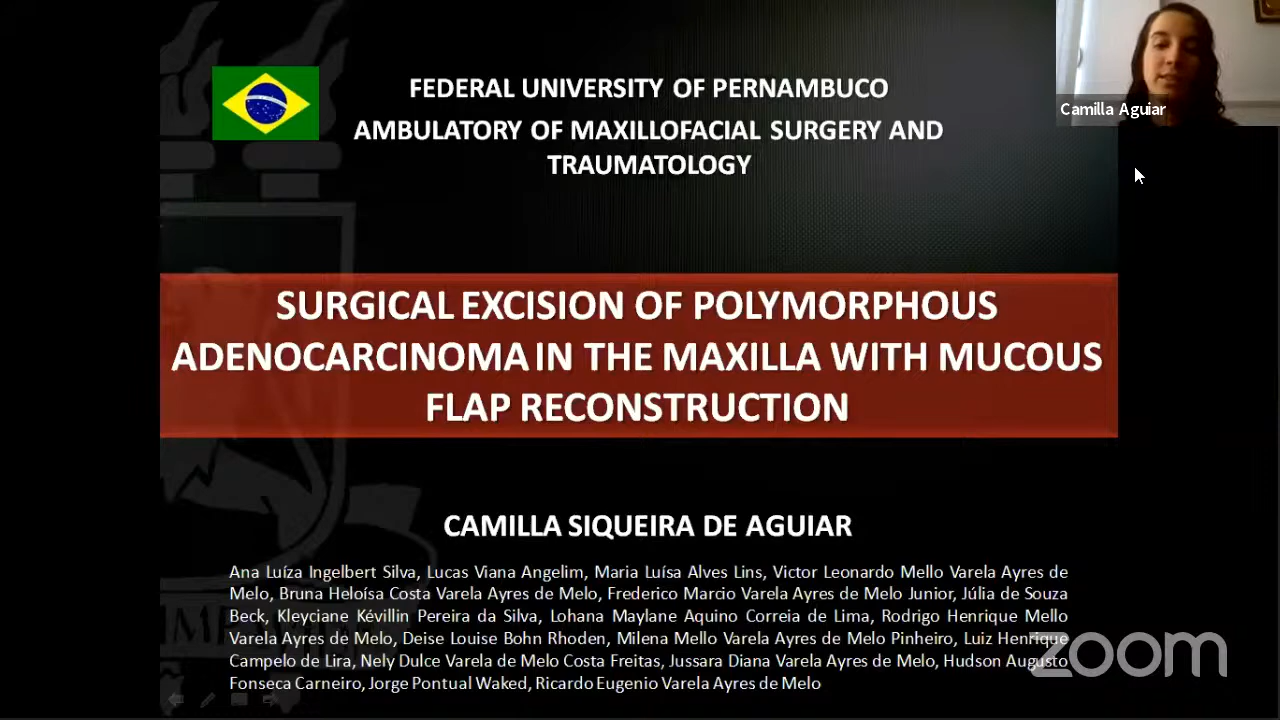 FEDERAL UNIVERSITY OF PERNAMBUCO
AMBULATORY OF MAXILLOFACIAL SURGERY AND
TRAUMATOLOGY
Camilla Aguiar
SURGICAL EXCISION OF POLYMORPHOUS
ADENOCARCINOMA IN THE MAXILLA WITH MUCOUS
FLAP RECONSTRUCTION
CAMILLA SIQUEIRA DE AGUIAR
Ana Luíza Ingelbert Silva, Lucas Viana Angelim, Maria Luísa Alves Lins, Victor Leonardo Mello Varela Ayres de
Melo, Bruna Heloísa Costa Varela Ayres de Melo, Frederico Marcio Varela Ayres de Melo Junior, Júlia de Souza
Beck, Kleyciane Kévillin Pereira da Silva, Lohana Maylane Aquino Correia de Lima, Rodrigo Henrique Mello
Varela Ayres de Melo, Deise Louise Bohn Rhoden, Milena Mello Varela Ayres de Melo Pinheiro, Luiz Henrique
Campelo de Lira, Nely Dulce Varela de Melo Costa Freitas, Jussara Diana Varela Ayres de Melo, Hudson Augusto
Fonseca Carneiro, Jorge Pontual Waked, Ricardo Eugenio Varela Ayres de Melo
zoom